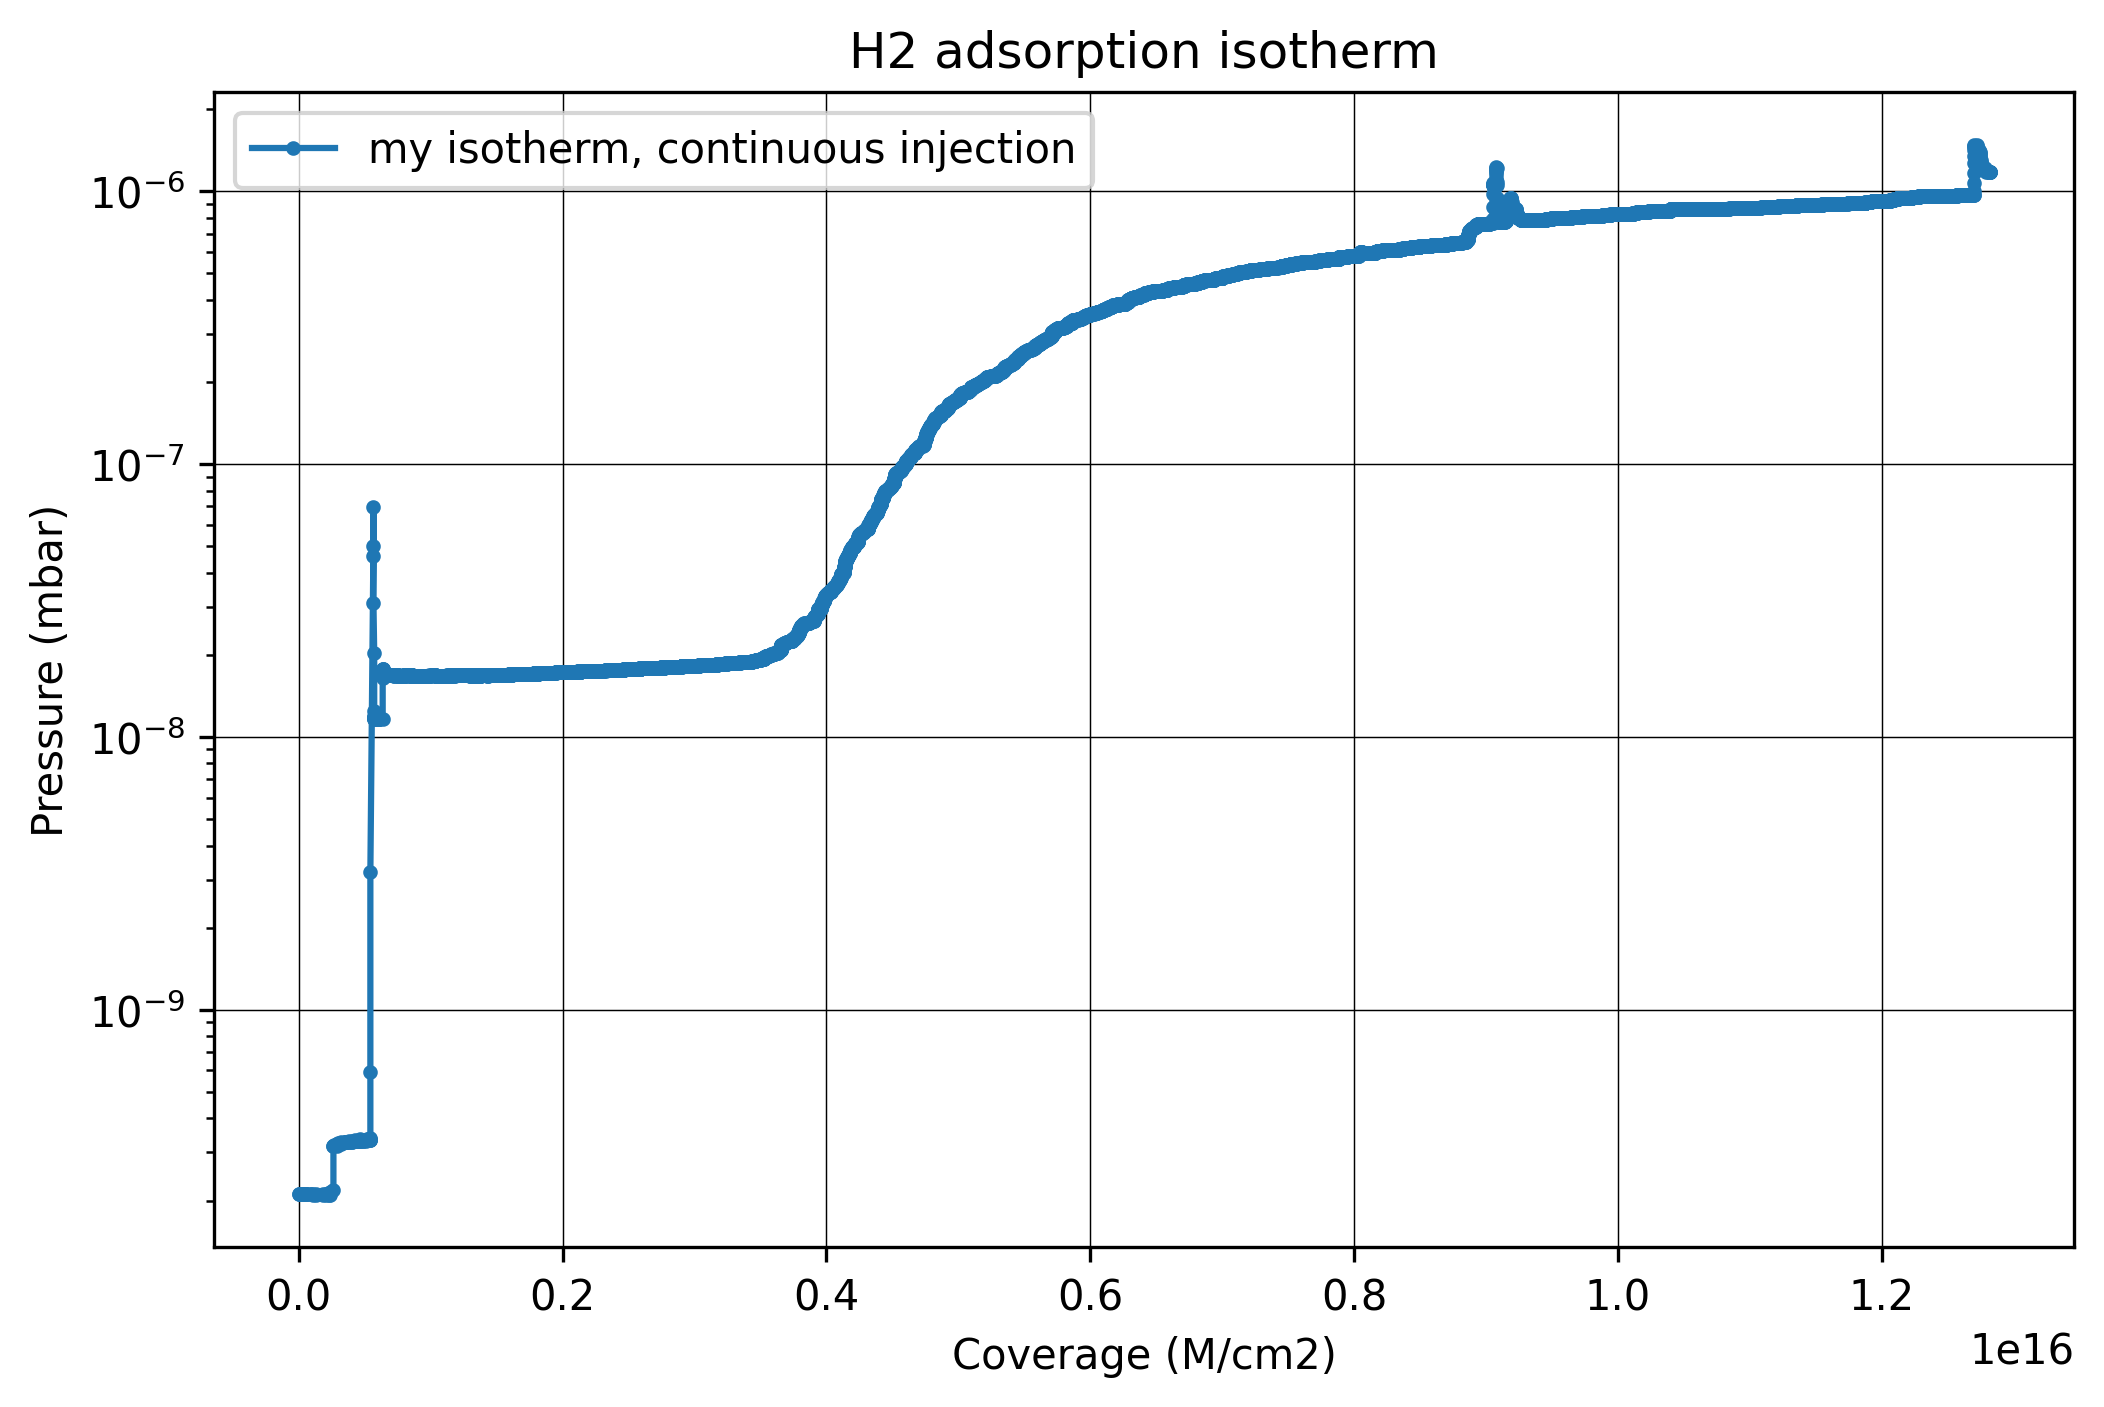 H2 adsorption isotherm
my isotherm, continuous injection
10⁻⁶
10⁻⁷
10⁻⁸
10⁻⁹
Pressure (mbar)
0.0 0.2 0.4 0.6 0.8 1.0 1.2
1e16
Coverage (M/cm2)